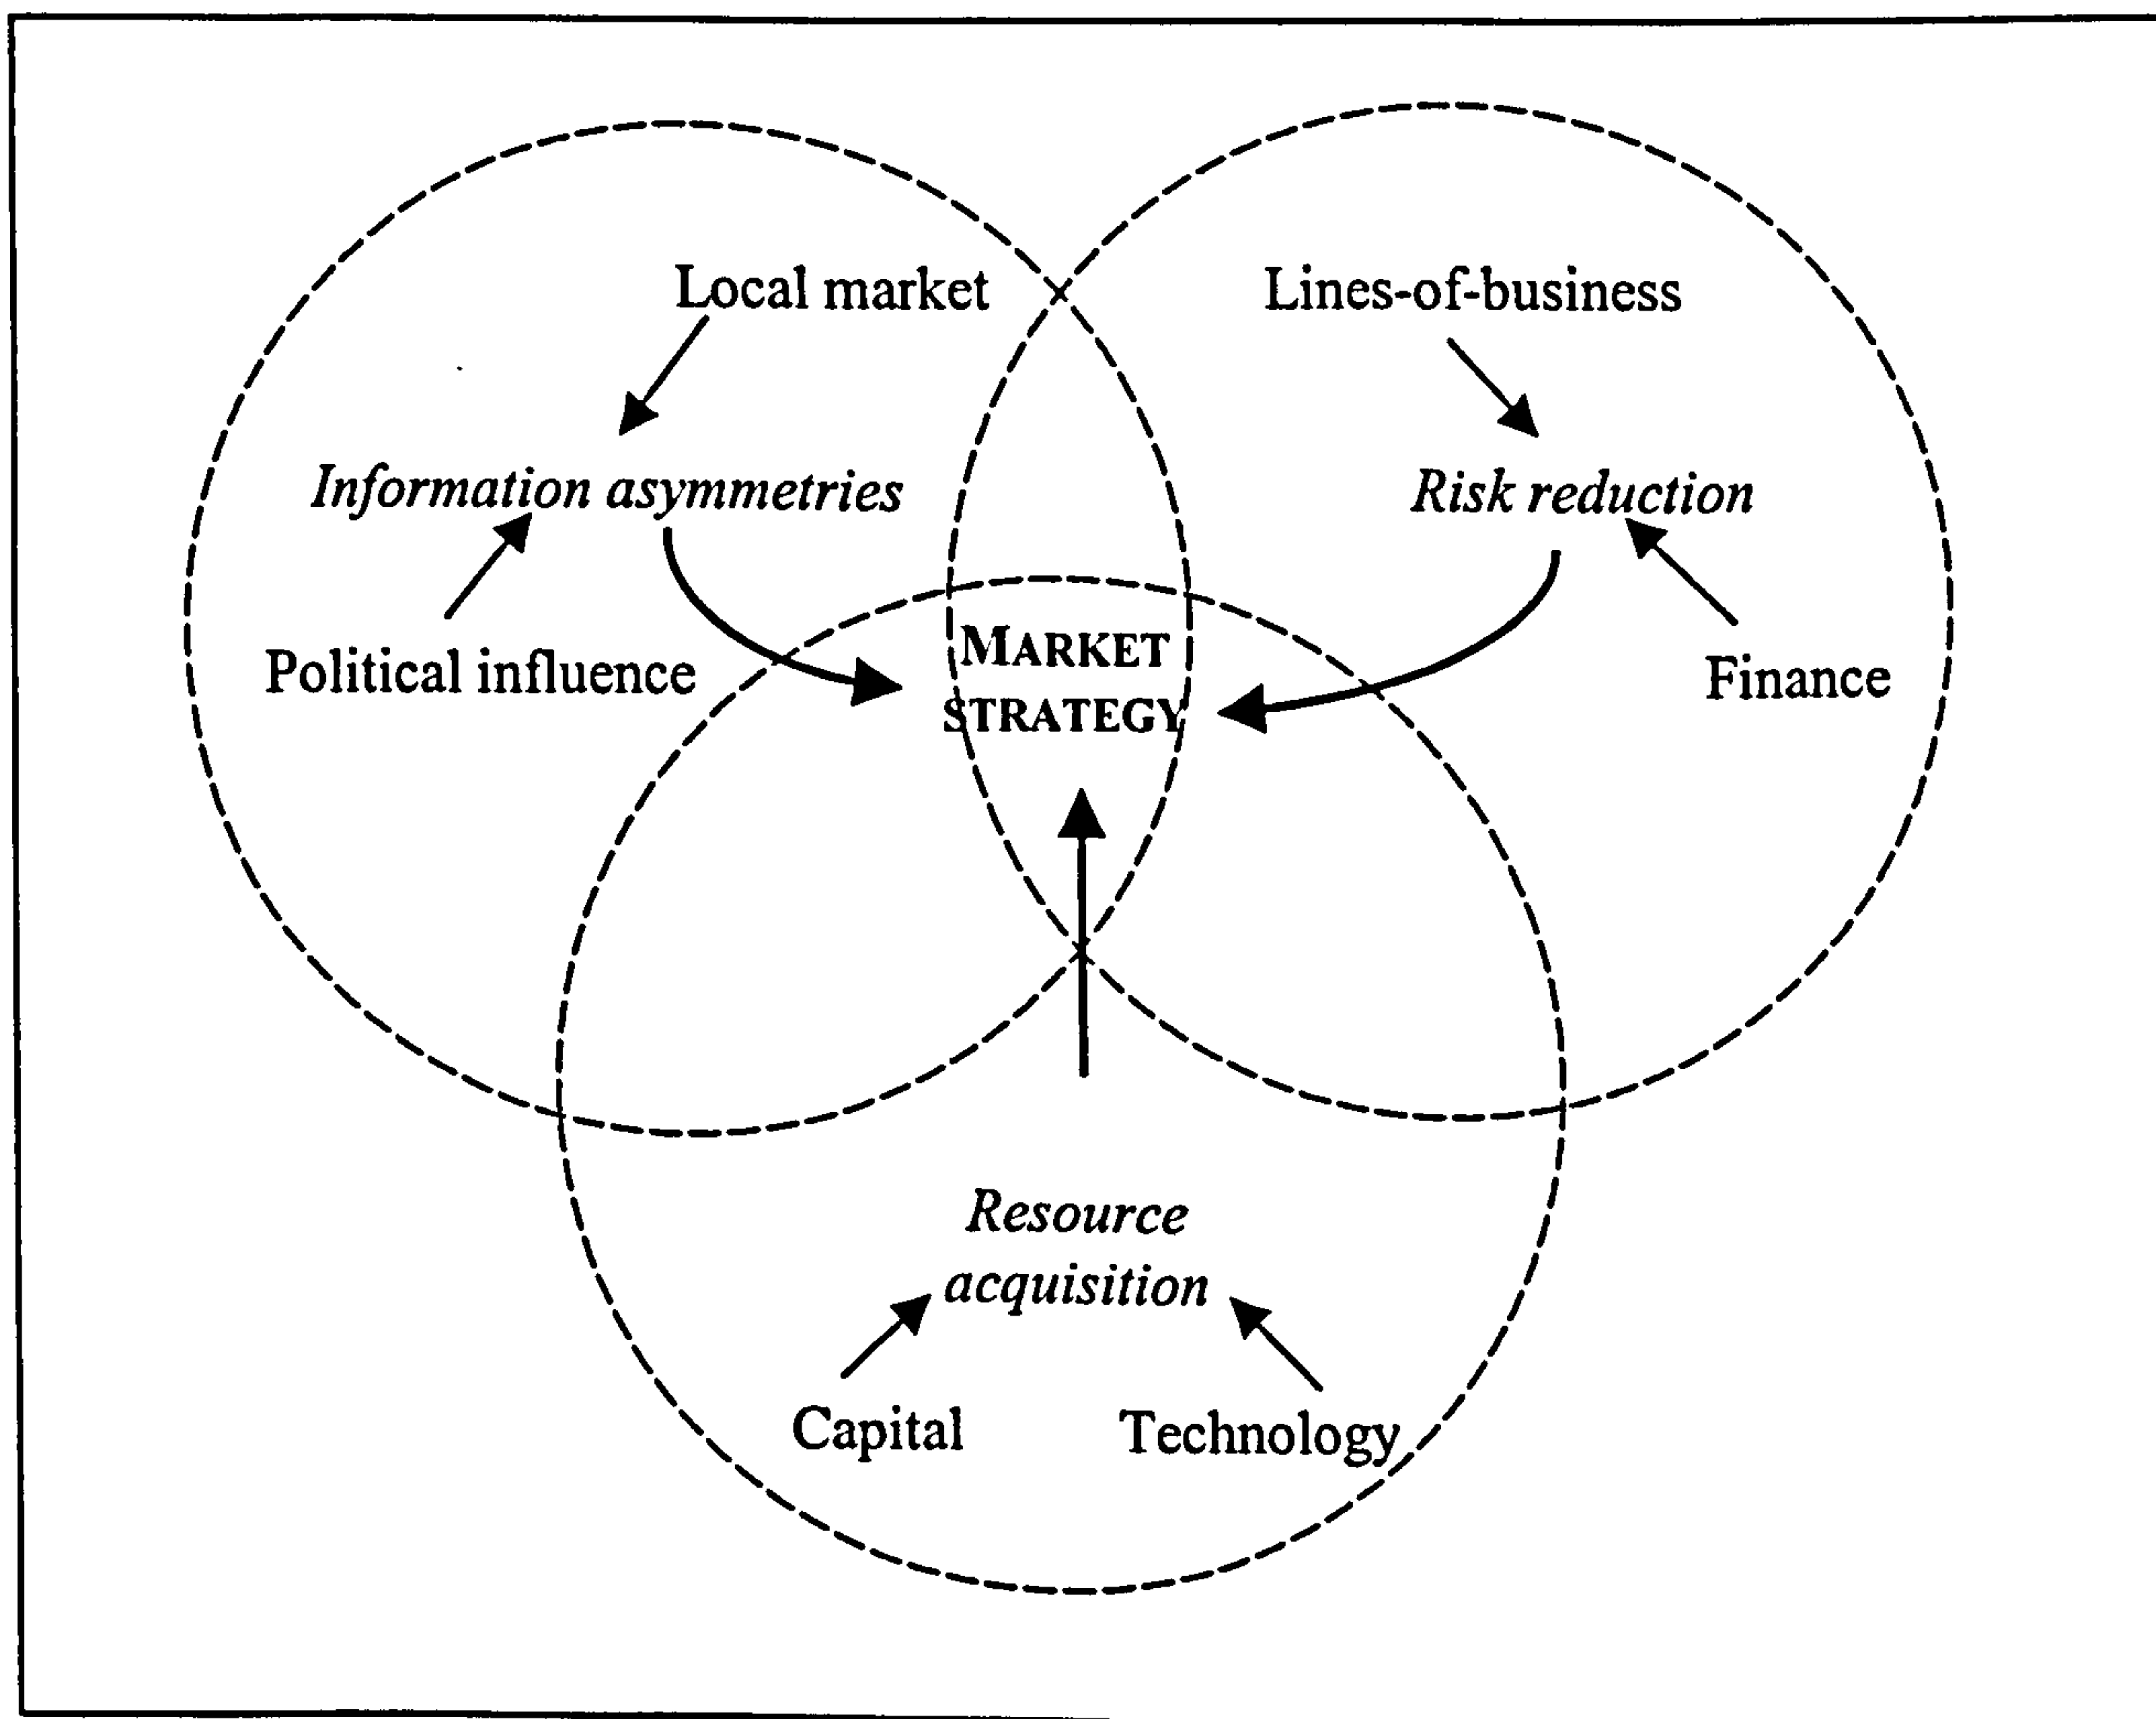 Local market
Lines-of-business
Information asymmetries
Risk reduction
MARKET
STRATEGY
Political influence
Finance
Resource
acquisition
Capital
Technology